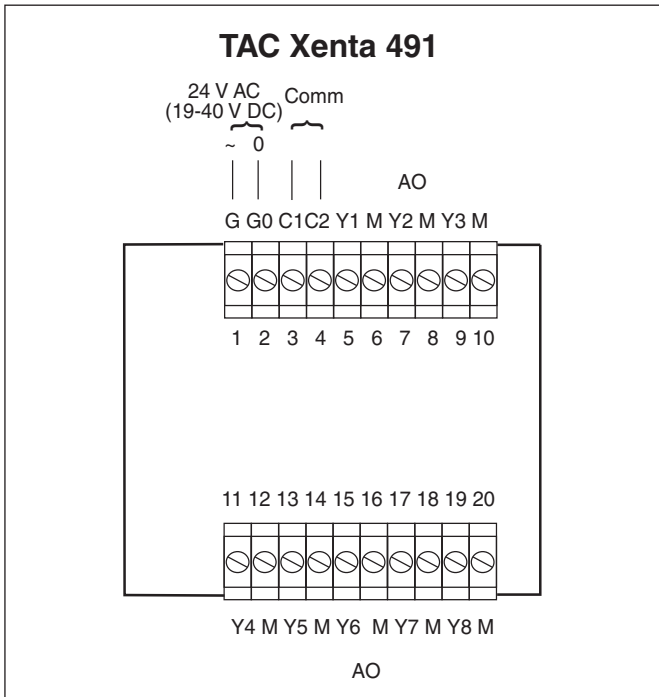 TAC Xenta 491
24 V AC
(19-40 V DC)
Comm
~ 0
AO
G G0 C1 C2 Y1 M Y2 M Y3 M
1 2 3 4 5 6 7 8 9 10
11 12 13 14 15 16 17 18 19 20
Y4 M Y5 M Y6 M Y7 M Y8 M
AO